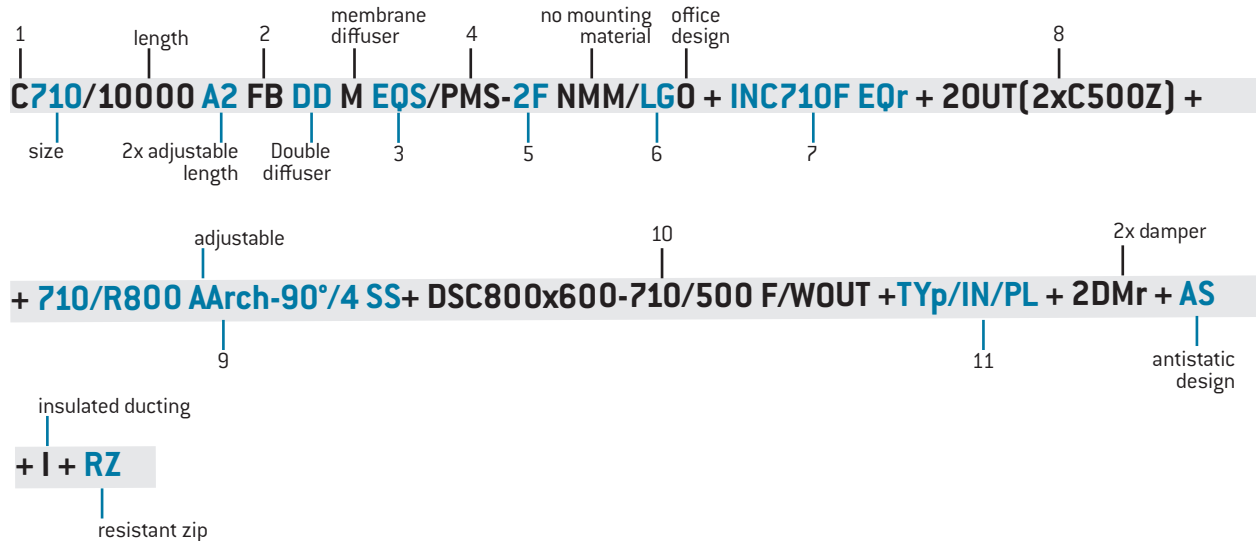 membrane
diffuser
no mounting
material
office
design
1
length
2
4
8
C710/10000 A2 FB DD M EQS/PMS-2F NMM/LGO + INC710F EQr + 2OUT(2xC500Z) +
size
2x adjustable
length
Double
diffuser
3
5
6
7
adjustable
10
2x damper
+ 710/R800 AArch-90°/4 SS+ DSC800x600-710/500 F/WOUT +TYp/IN/PL + 2DMr + AS
9
11
antistatic
design
insulated ducting
+ I + RZ
resistant zip